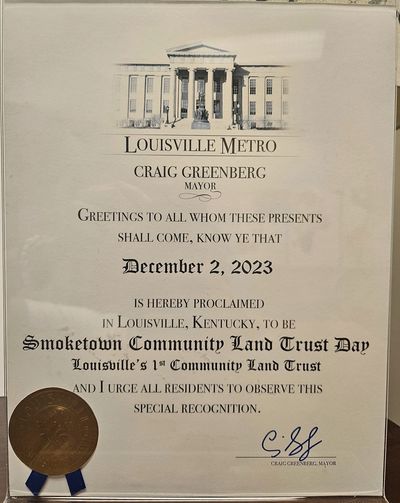 LOUISVILLE METRO
CRAIG GREENBERG
MAYOR
GREETINGS TO ALL WHOM THESE PRESENTS
SHALL COME, KNOW YE THAT
December 2, 2023
IS HEREBY PROCLAIMED
IN LOUISVILLE, KENTUCKY, TO BE
Smoketown Community Land Trust Day
Louisville's 1st Community Land Trust
AND I URGE ALL RESIDENTS TO OBSERVE THIS
SPECIAL RECOGNITION.
CRAIG GREENBERG, MAYOR